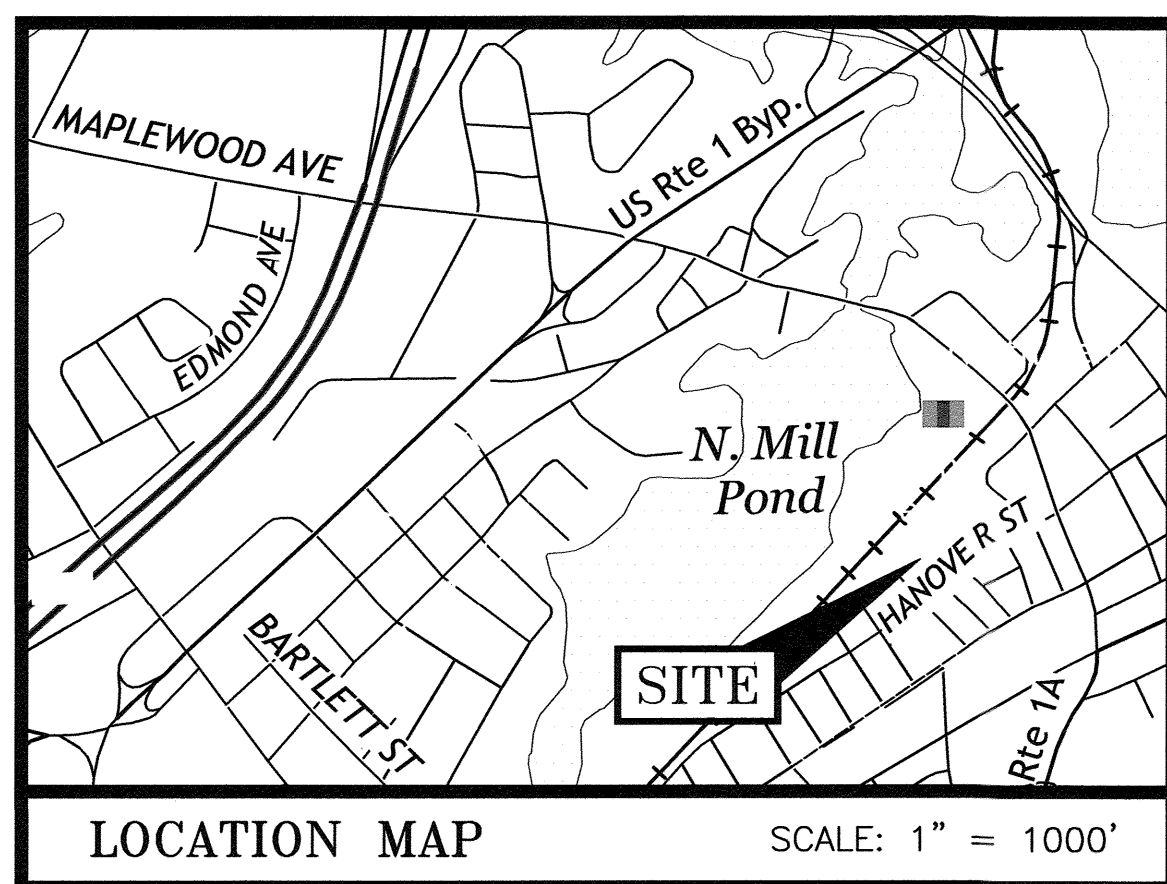 MAPLEWOOD AVE
US Rte 1 Byp.
EDMOND AVE
N. Mill
Pond
HANOVER ST
SITE
BARTLETT ST
Rte 1A
LOCATION MAP
SCALE: 1" = 1000'